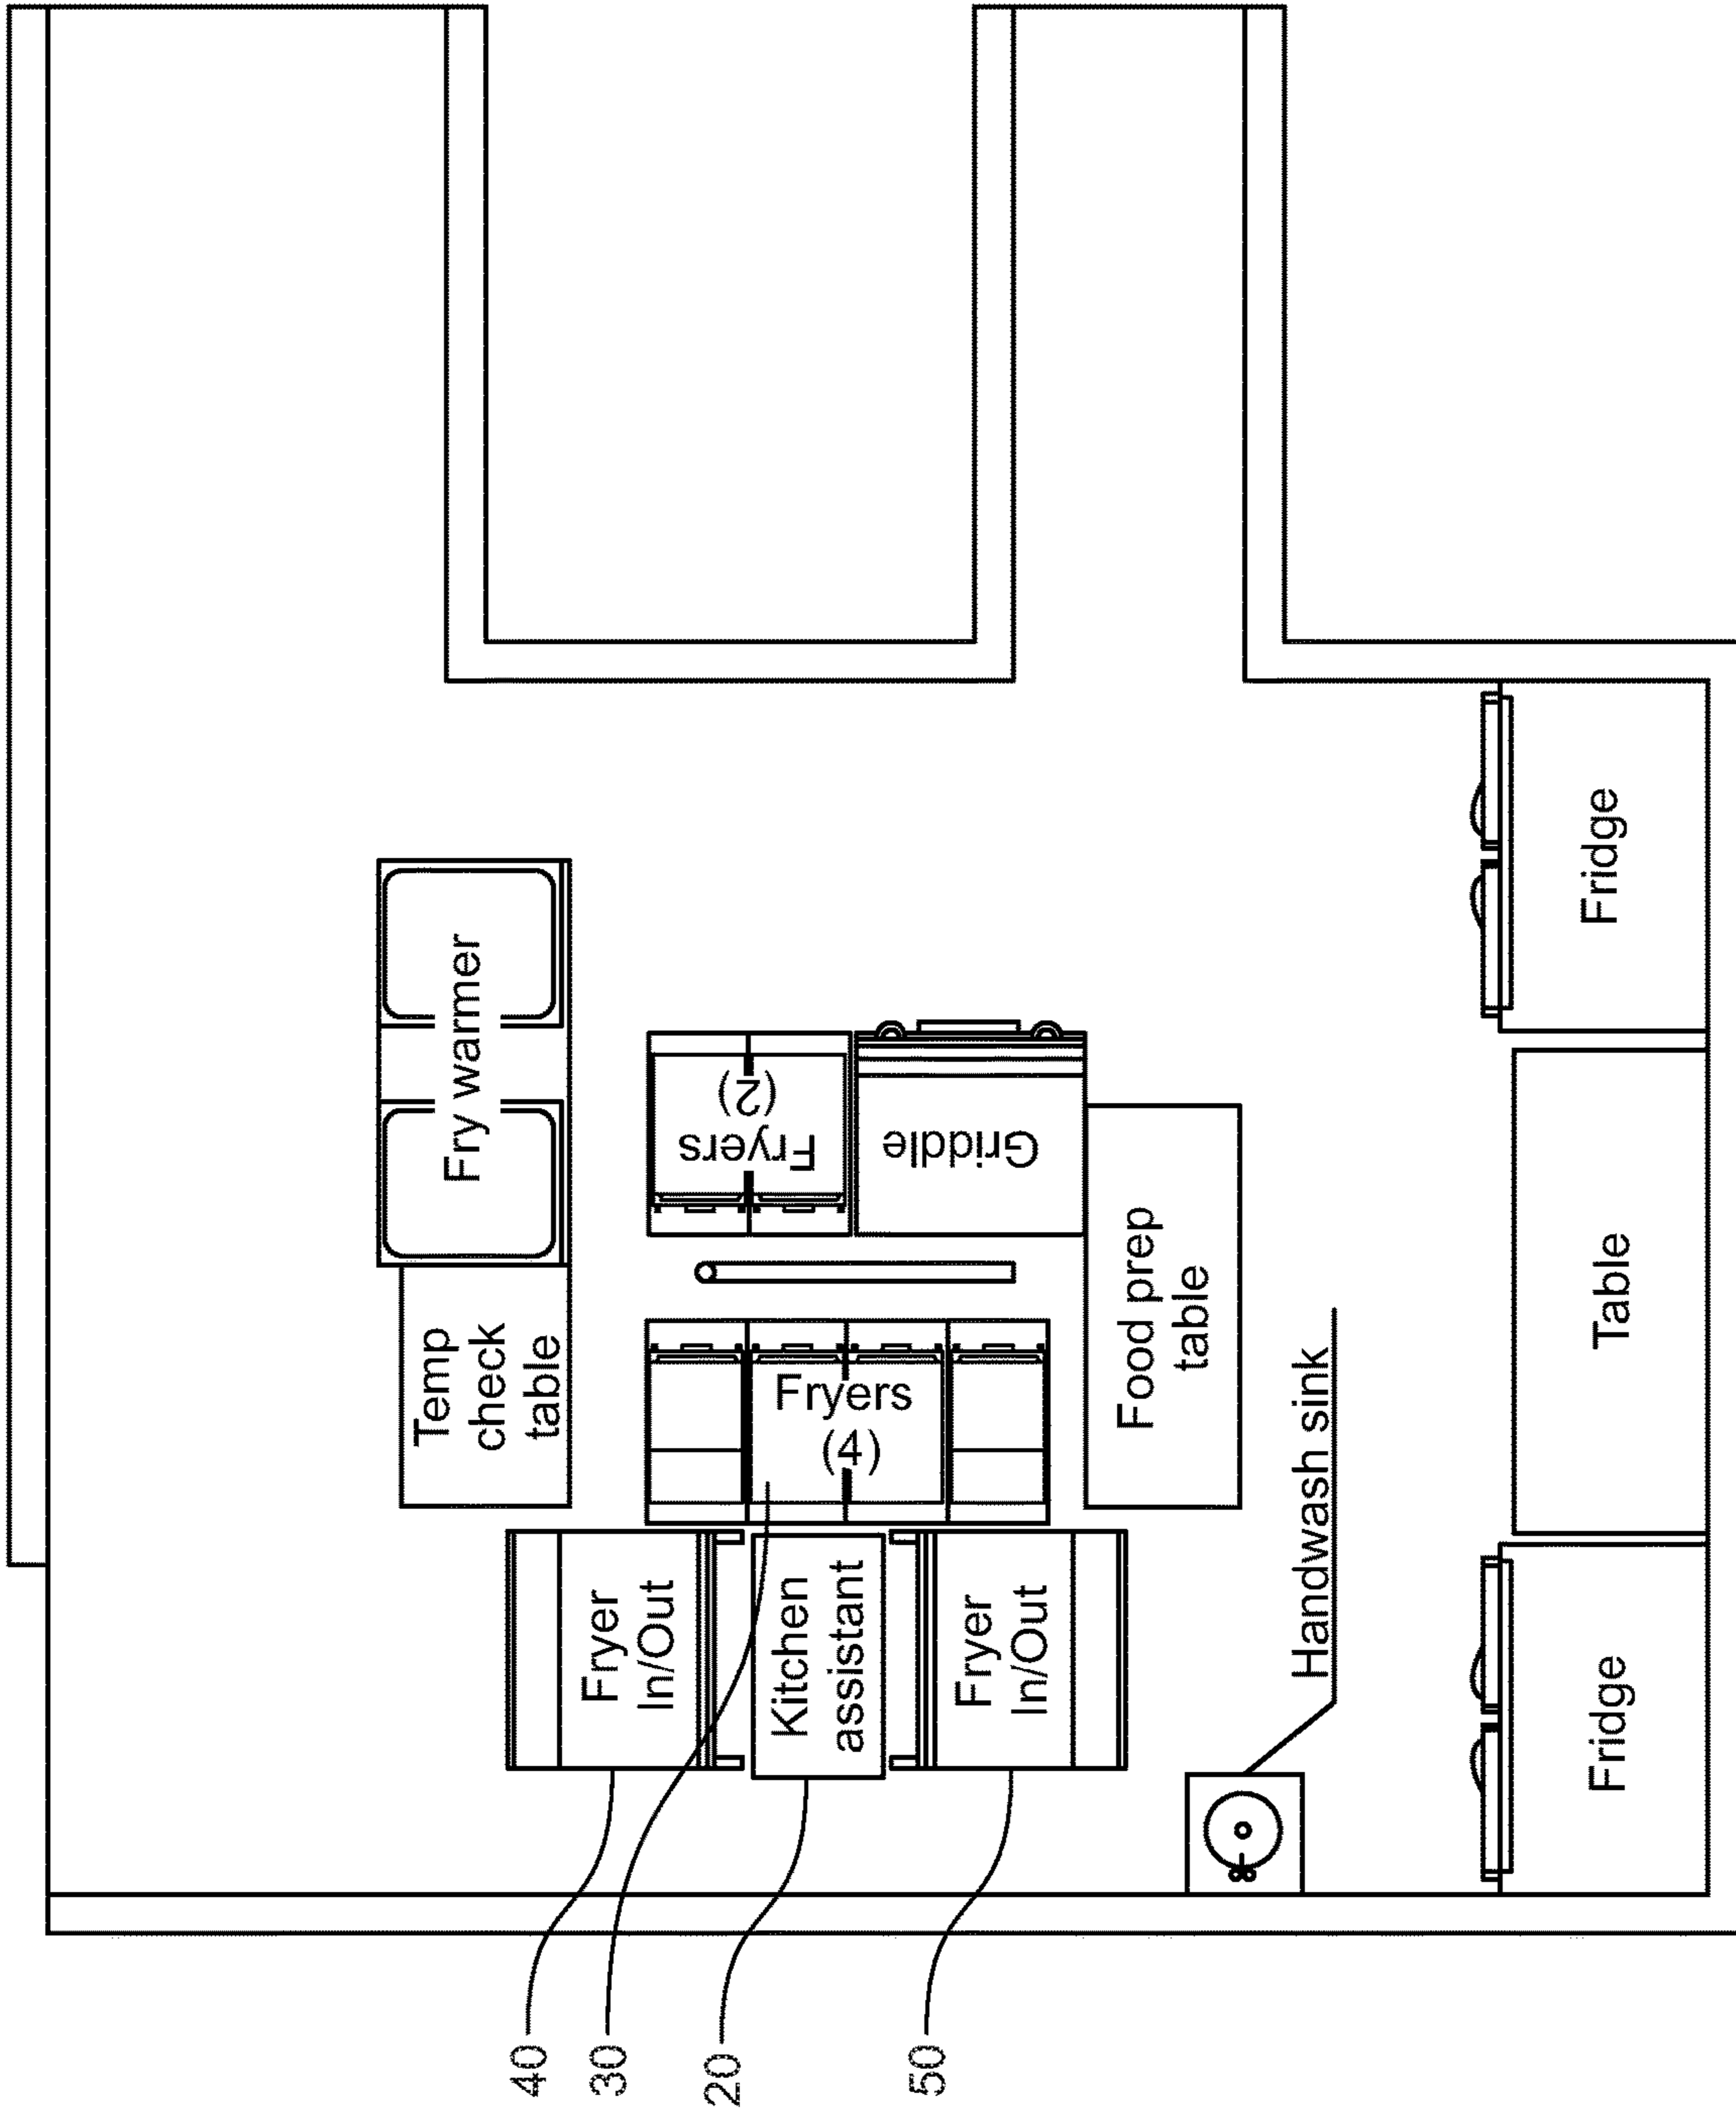 Fry warmer
Temp
check
table
Fryers
(2)
Griddle
Fryers
(4)
Food prep
table
Fryer
In/Out
Kitchen
assistant
Fryer
In/Out
Handwash sink
Fridge
Table
Fridge
40
30
20
50